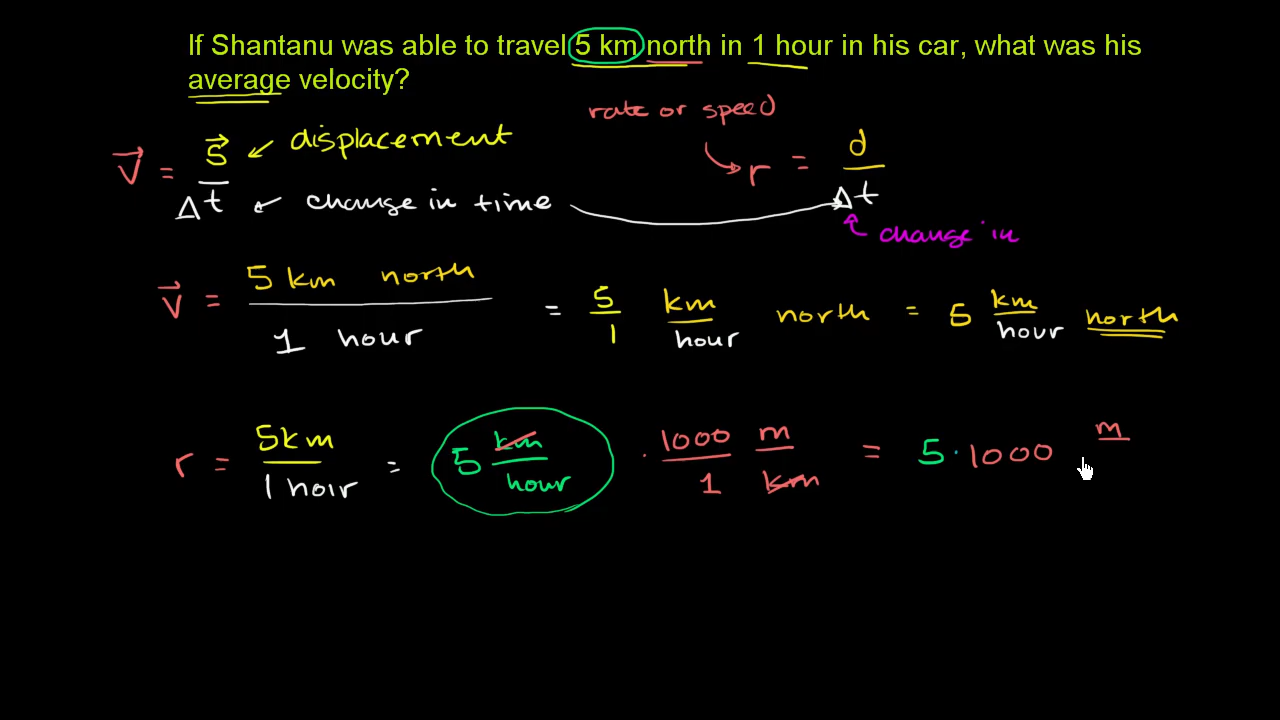 If Shantanu was able to travel 5 km north in 1 hour in his car, what was his
average velocity?
rate or speed
v = s / Δt
displacement
change in time
r = d / Δt
change in
v = 5 km north / 1 hour = 5/1 km/hour north = 5 km/hour north
r = 5km / 1 hoir = 5 km/hour · 1000/1 m/km = 5 · 1000 m